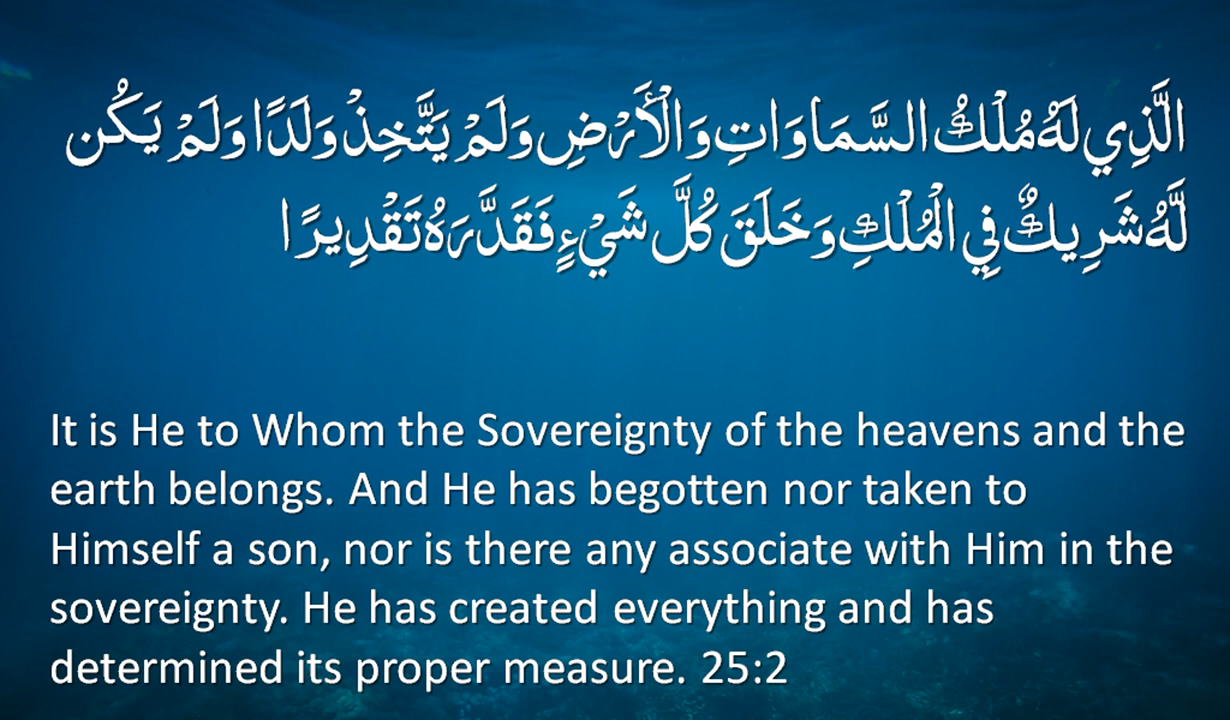 الَّذِي لَهُ مُلْكُ السَّمَاوَاتِ وَالْأَرْضِ وَلَمْ يَتَّخِذْ وَلَدًا وَلَمْ يَكُن
لَّهُ شَرِيكٌ فِي الْمُلْكِ وَخَلَقَ كُلَّ شَيْءٍ فَقَدَّرَهُ تَقْدِيرًا
It is He to Whom the Sovereignty of the heavens and the
earth belongs. And He has begotten nor taken to
Himself a son, nor is there any associate with Him in the
sovereignty. He has created everything and has
determined its proper measure. 25:2